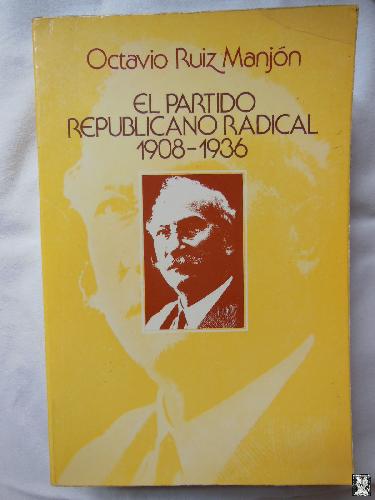 Octavio Ruiz Manjón
EL PARTIDO
REPUBLICANO RADICAL
1908-1936